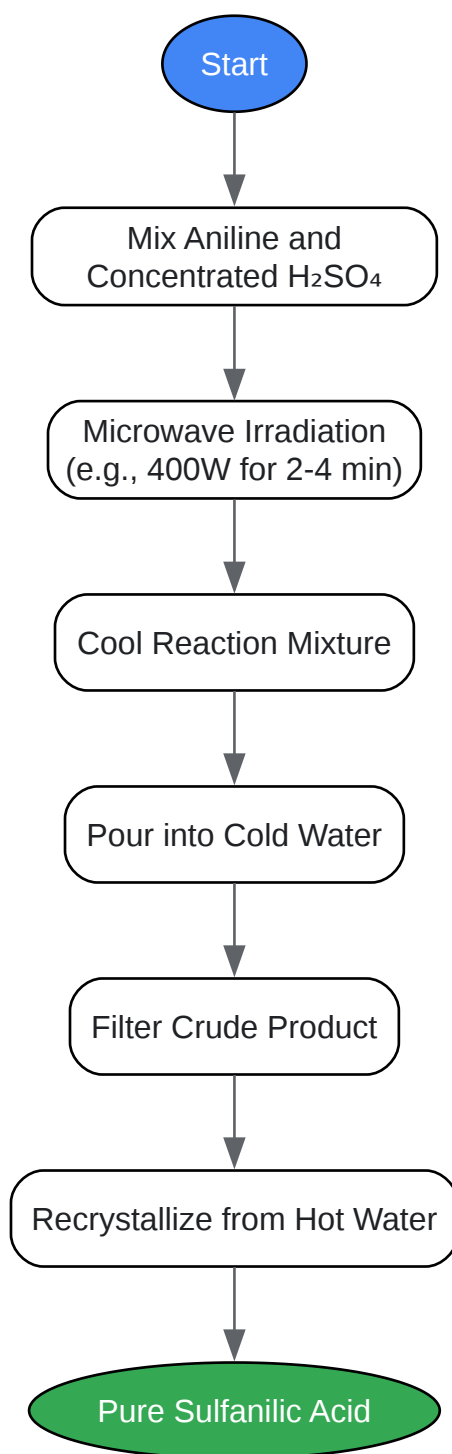 Start
Mix Aniline and
Concentrated H₂SO₄
Microwave Irradiation
(e.g., 400W for 2-4 min)
Cool Reaction Mixture
Pour into Cold Water
Filter Crude Product
Recrystallize from Hot Water
Pure Sulfanilic Acid